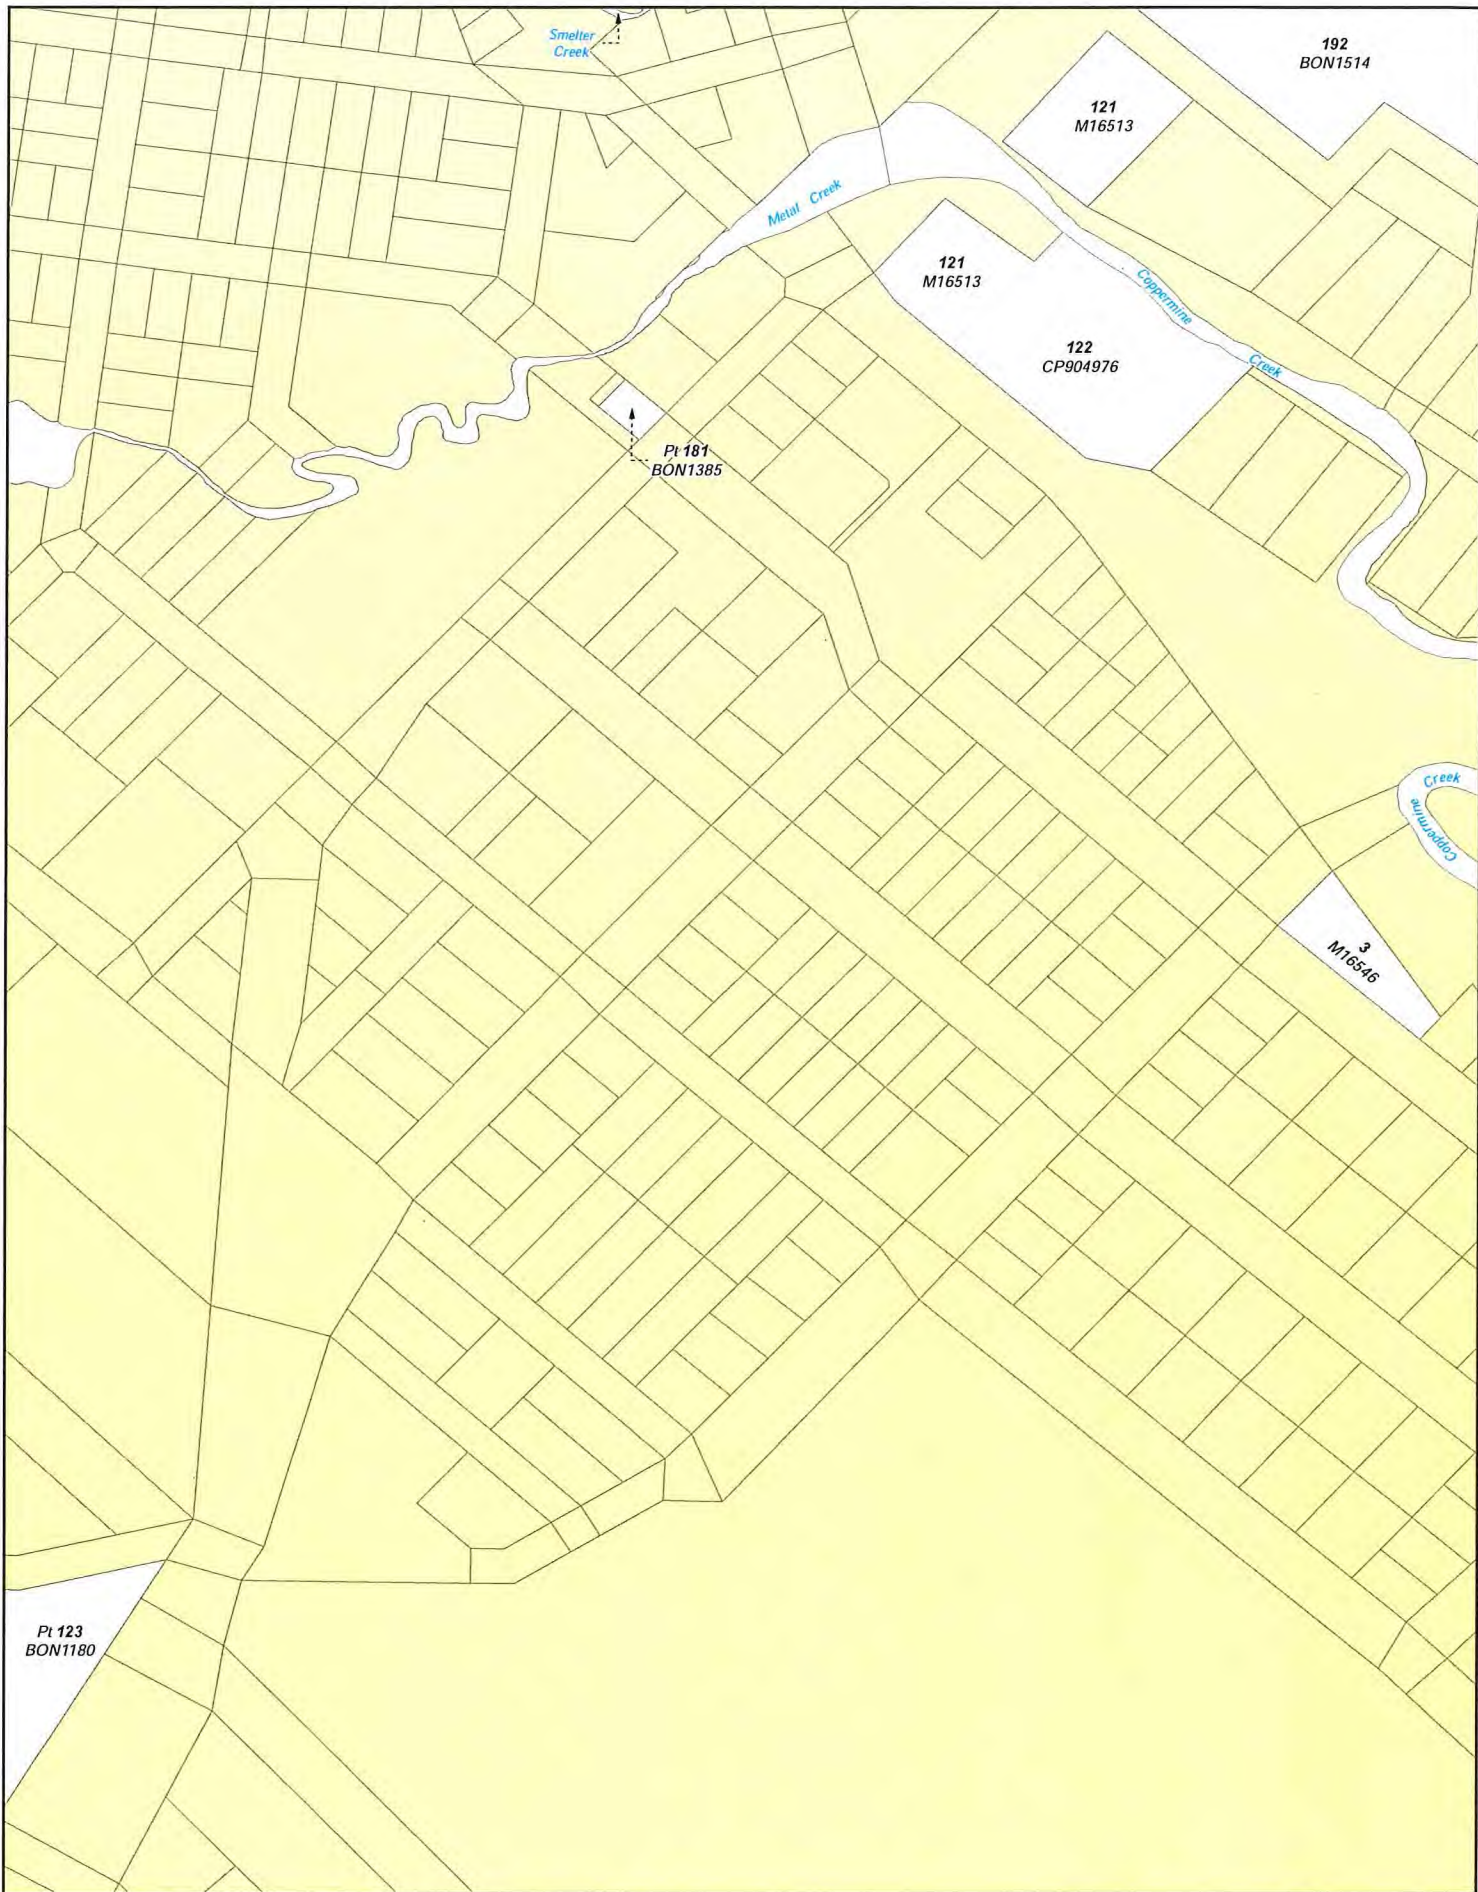 Smelter
Creek
192
BON1514
121
M16513
Metal Creek
121
M16513
Coppermine
Creek
122
CP904976
Pt 181
BON1385
Creek
Coppermine
3
M16546
Pt 123
BON1180